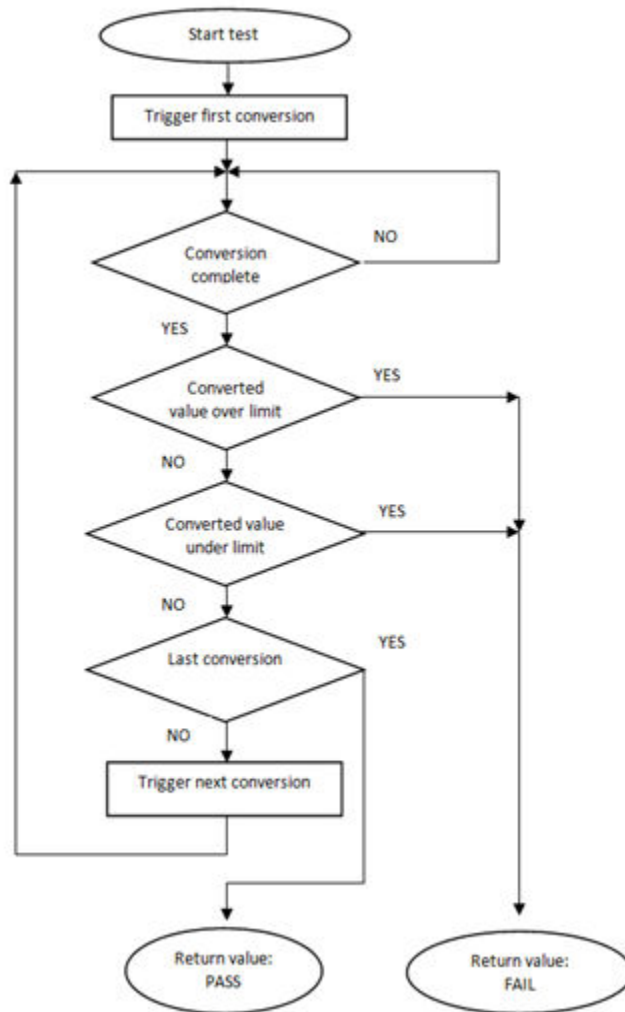 Start test
Trigger first conversion
Conversion
complete
NO
YES
Converted
value over limit
YES
NO
Converted value
under limit
YES
NO
Last conversion
YES
NO
Trigger next conversion
Return value:
PASS
Return value:
FAIL